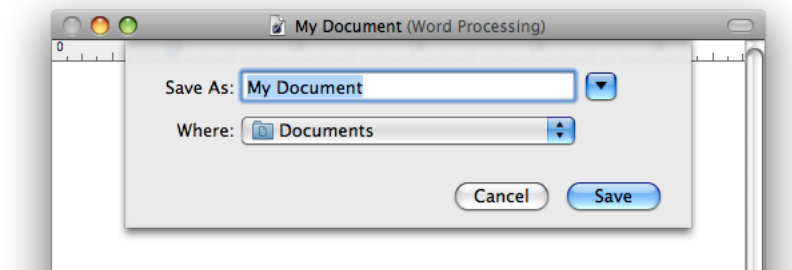 My Document (Word Processing)
0
Save As: My Document
Where: Documents
Cancel Save